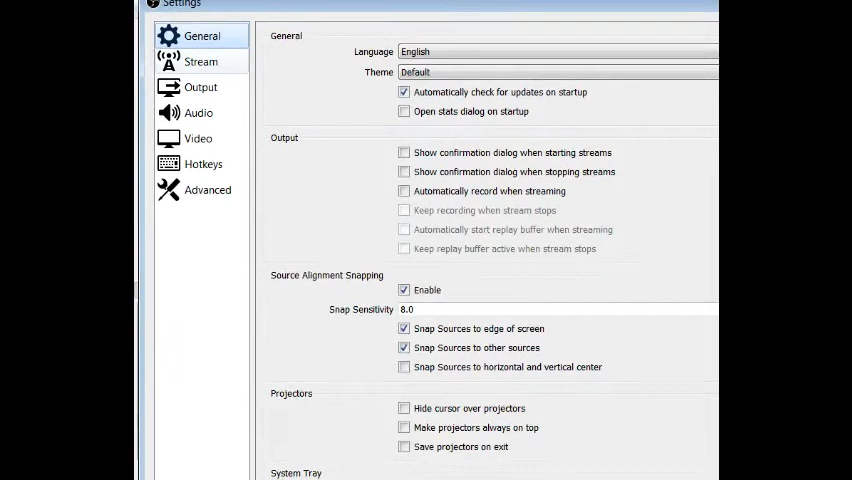 Settings
General
Stream
Output
Audio
Video
Hotkeys
Advanced
General
Language English
Theme Default
Automatically check for updates on startup
Open stats dialog on startup
Output
Show confirmation dialog when starting streams
Show confirmation dialog when stopping streams
Automatically record when streaming
Keep recording when stream stops
Automatically start replay buffer when streaming
Keep replay buffer active when stream stops
Source Alignment Snapping
Enable
Snap Sensitivity 8.0
Snap Sources to edge of screen
Snap Sources to other sources
Snap Sources to horizontal and vertical center
Projectors
Hide cursor over projectors
Make projectors always on top
Save projectors on exit
System Tray